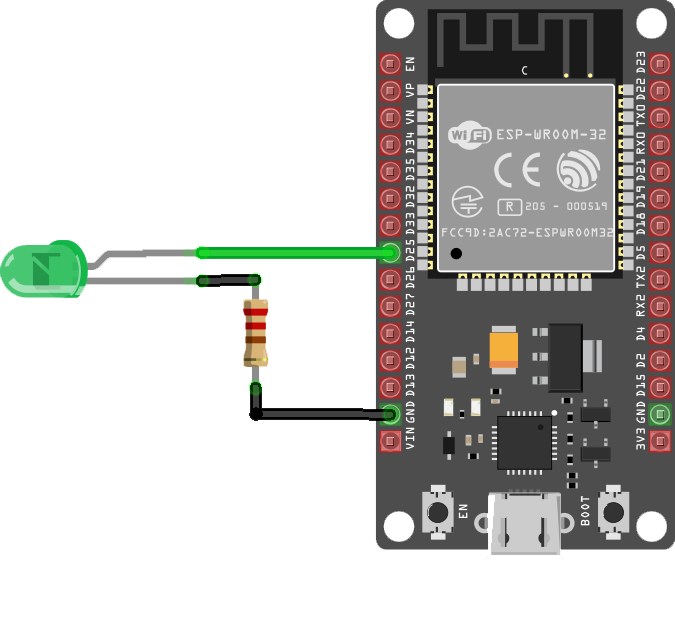 C
WiFi ESP-WROOM-32
CE
R 205 - 000519
FCC9D:2AC72-ESPWROOM32
EN
VP
VN
D34
D35
D32
D33
D25
D26
D27
D14
D12
D13
GND
VIN
D23
D22
TX0
RX0
D21
D19
D18
D5
TX2
RX2
D4
D2
D15
GND
3V3
EN
BOOT